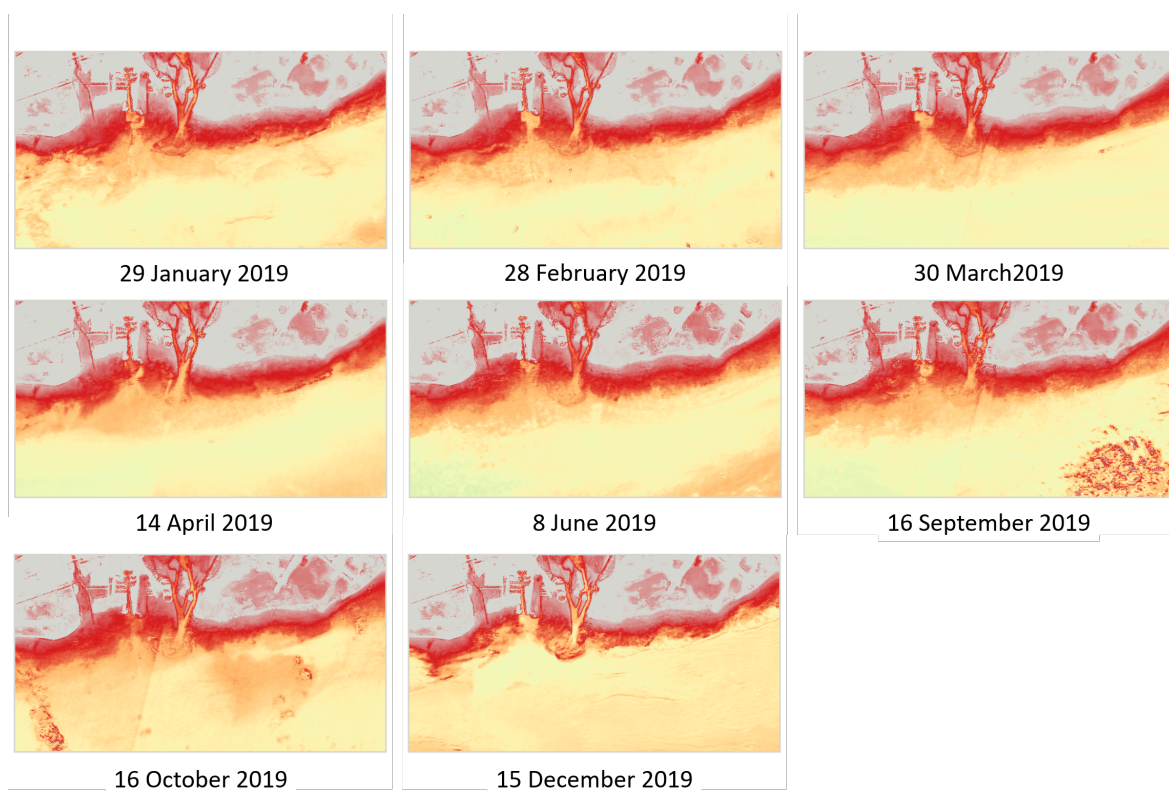 29 January 2019
28 February 2019
30 March2019
14 April 2019
8 June 2019
16 September 2019
16 October 2019
15 December 2019